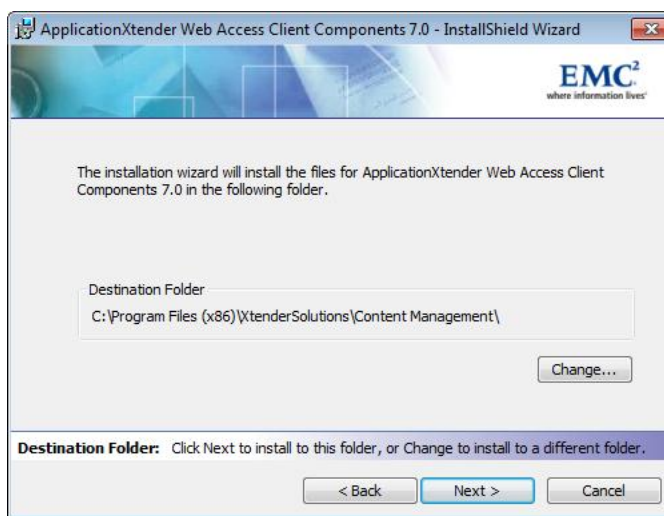 ApplicationXtender Web Access Client Components 7.0 - InstallShield Wizard
EMC²
where information lives®
The installation wizard will install the files for ApplicationXtender Web Access Client
Components 7.0 in the following folder.
Destination Folder
C:\Program Files (x86)\XtenderSolutions\Content Management\
Change...
Destination Folder: Click Next to install to this folder, or Change to install to a different folder.
< Back
Next >
Cancel